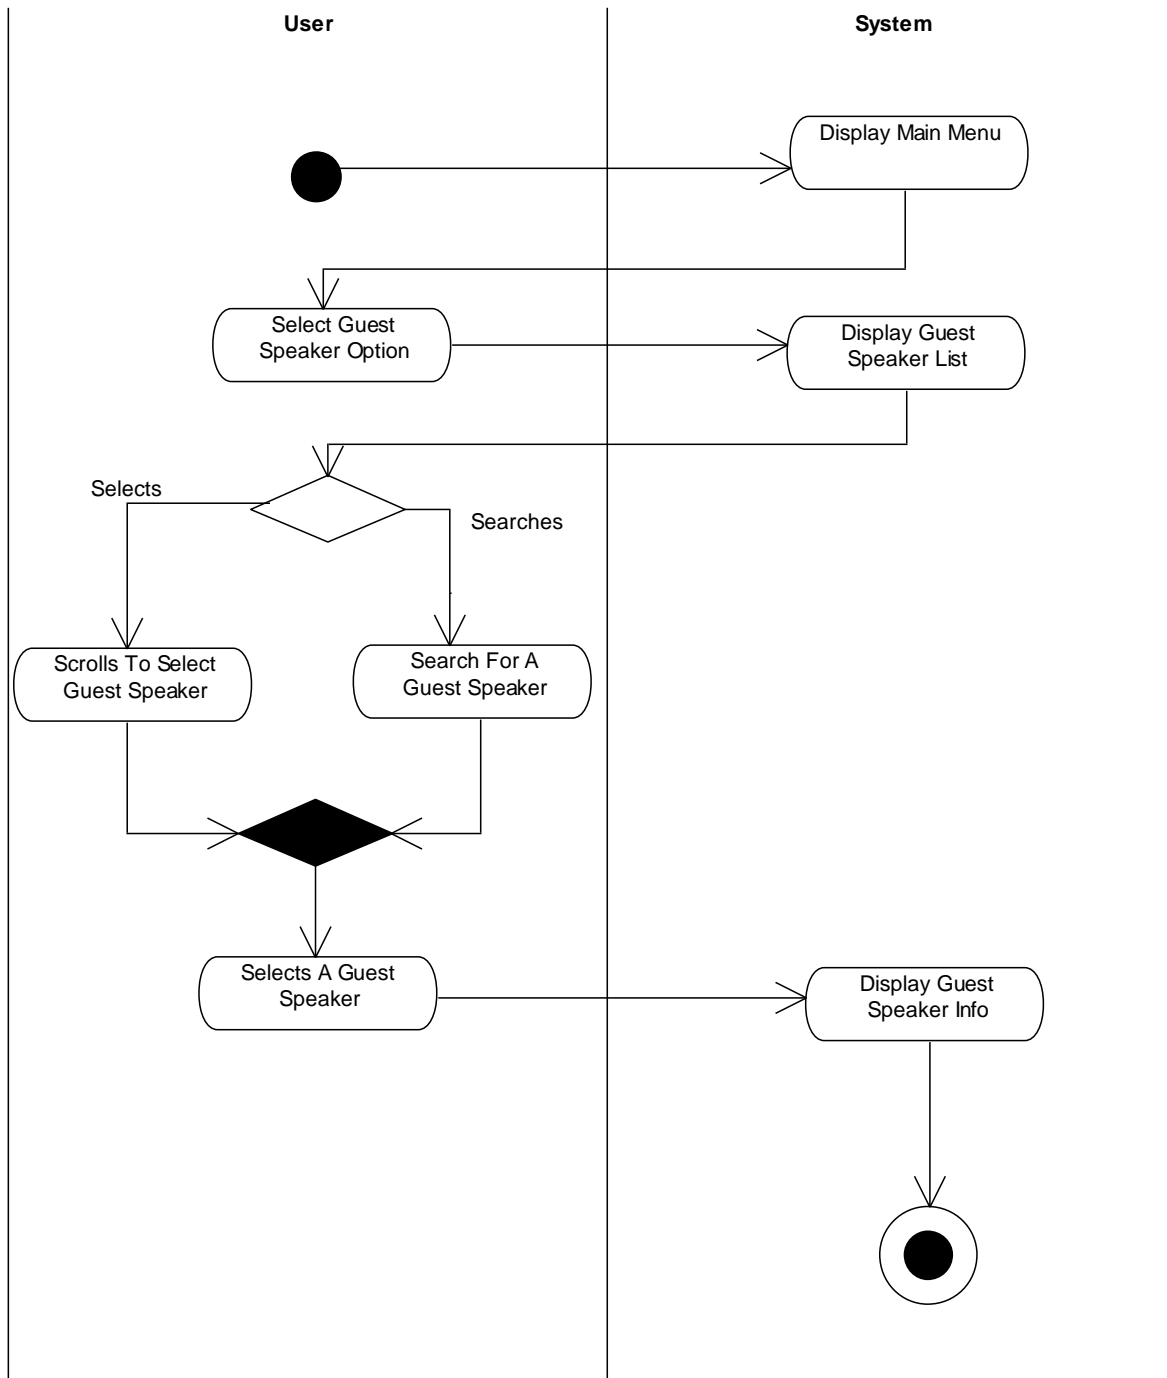 User
System
Display Main Menu
Select Guest
Speaker Option
Display Guest
Speaker List
Selects
Searches
Scrolls To Select
Guest Speaker
Search For A
Guest Speaker
Selects A Guest
Speaker
Display Guest
Speaker Info